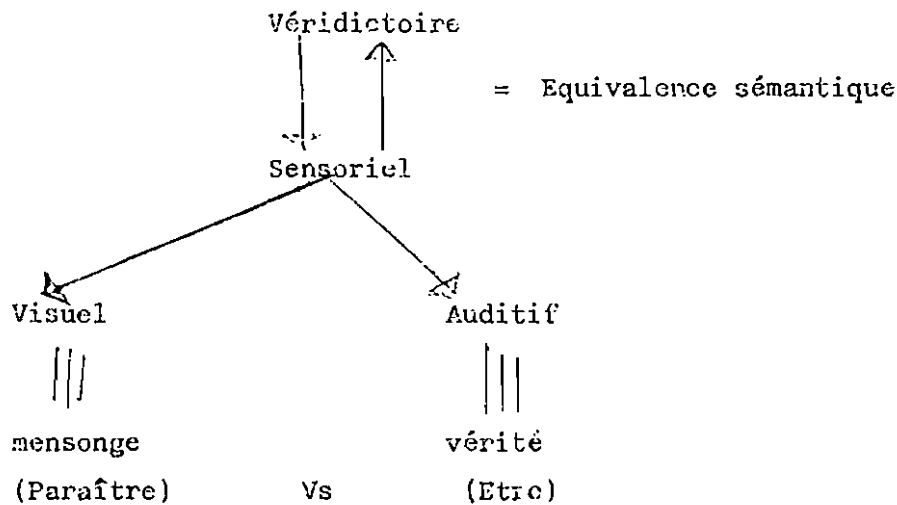 Véridictoire
= Equivalence sémantique
Sensoriel
Visuel Auditif
mensonge vérité
(Paraître) Vs (Etre)